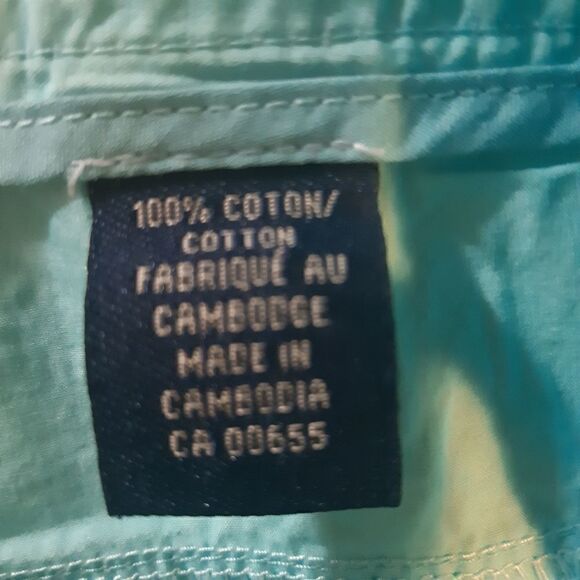 100% COTON/
COTTON
FABRIQUÉ AU
CAMBODGE
MADE IN
CAMBODIA
CA 00655